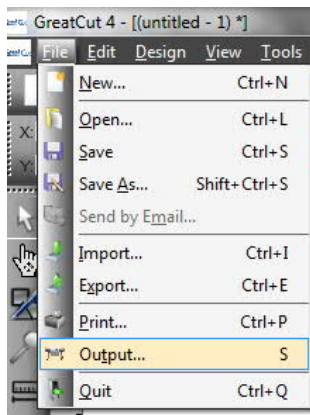 GreatCut 4 - [(untitled - 1) *]
File Edit Design View Tools
New... Ctrl+N
Open... Ctrl+L
Save Ctrl+S
Save As... Shift+Ctrl+S
Send by Email...
Import... Ctrl+I
Export... Ctrl+E
Print... Ctrl+P
Output... S
Quit Ctrl+Q
X:
Y: